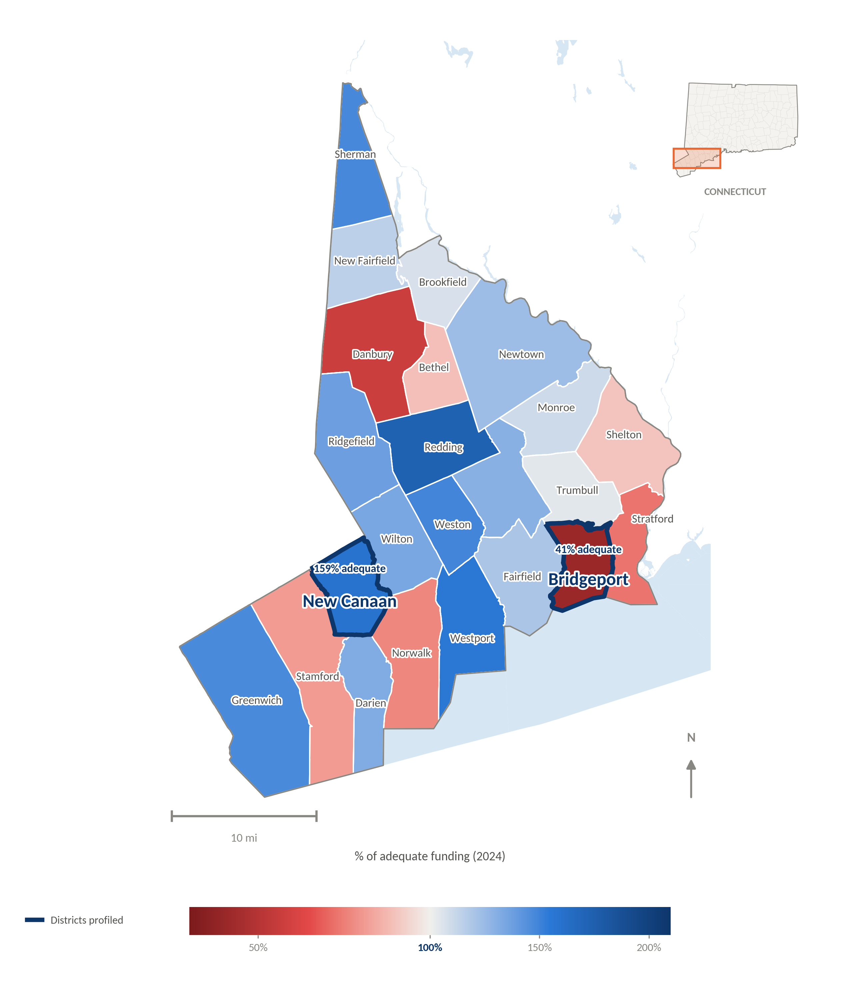 Sherman
CONNECTICUT
New Fairfield
Brookfield
Danbury
Newtown
Bethel
Monroe
Shelton
Ridgefield
Redding
Trumbull
Stratford
Weston
Wilton
41% adequate
159% adequate
Fairfield
Bridgeport
New Canaan
Westport
Norwalk
Stamford
Greenwich
Darien
N
10 mi
% of adequate funding (2024)
Districts profiled
50%
100%
150%
200%